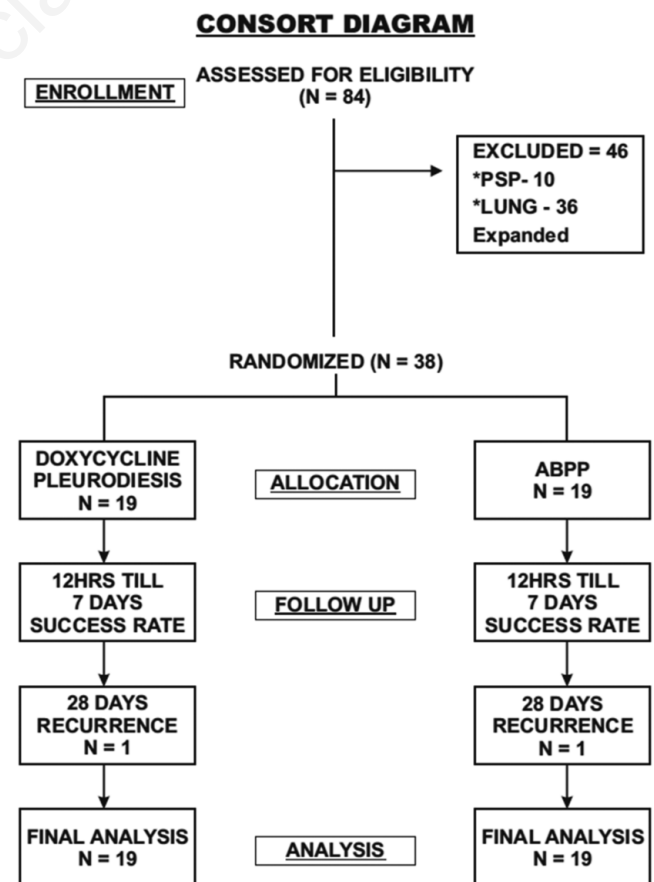 CONSORT DIAGRAM
ENROLLMENT
ASSESSED FOR ELIGIBILITY
(N = 84)
EXCLUDED = 46
*PSP- 10
*LUNG - 36
Expanded
RANDOMIZED (N = 38)
DOXYCYCLINE
PLEURODIESIS
N = 19
ALLOCATION
ABPP
N = 19
12HRS TILL
7 DAYS
SUCCESS RATE
FOLLOW UP
12HRS TILL
7 DAYS
SUCCESS RATE
28 DAYS
RECURRENCE
N = 1
28 DAYS
RECURRENCE
N = 1
FINAL ANALYSIS
N = 19
ANALYSIS
FINAL ANALYSIS
N = 19